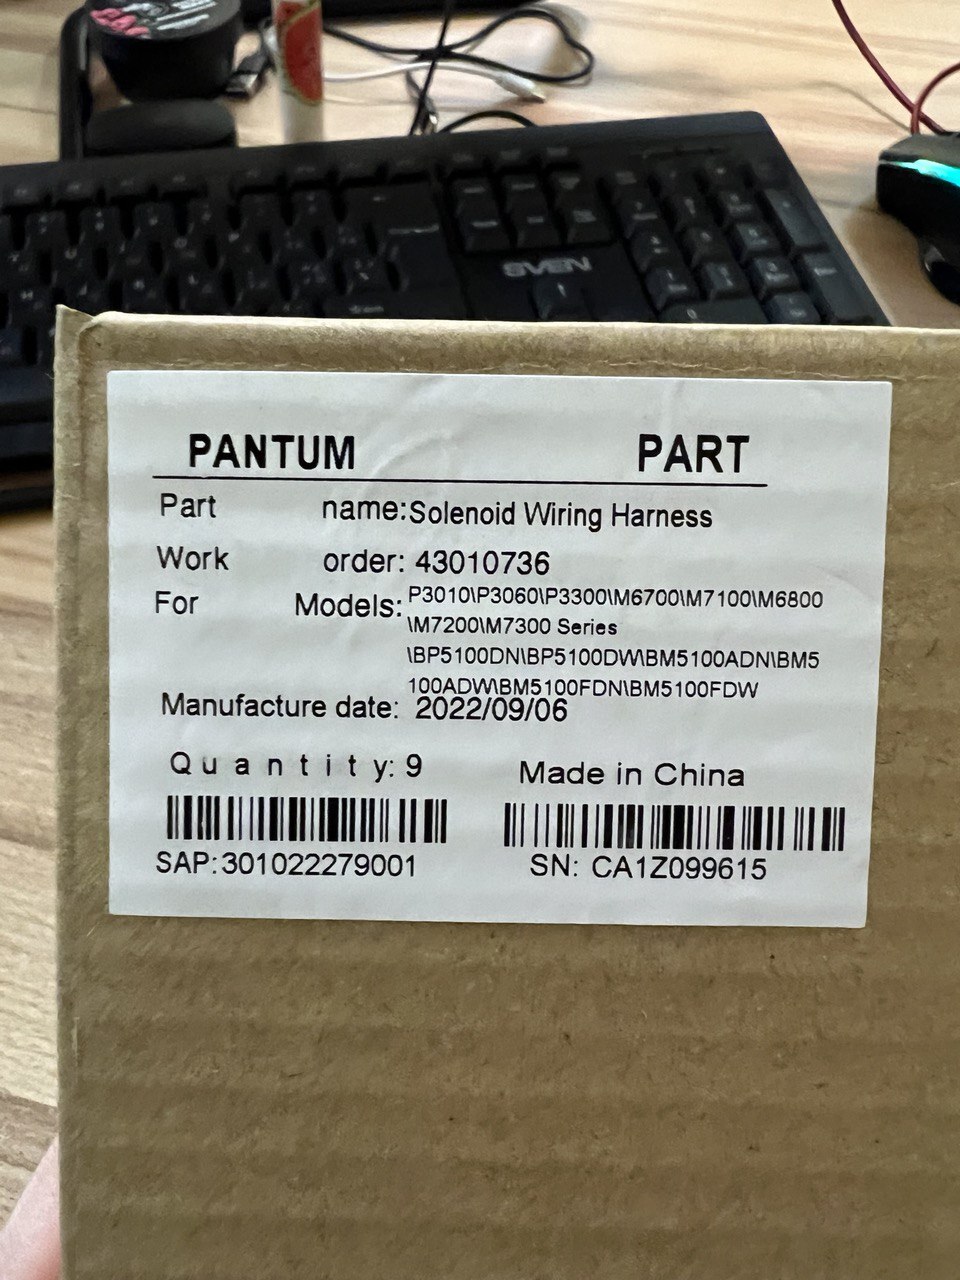 SVEN
PANTUM PART
Part name:Solenoid Wiring Harness
Work order: 43010736
For Models: P3010\P3060\P3300\M6700\M7100\M6800
\M7200\M7300 Series
\BP5100DN\BP5100DW\BM5100ADN\BM5
100ADW\BM5100FDN\BM5100FDW
Manufacture date: 2022/09/06
Quantity: 9 Made in China
SAP:301022279001 SN: CA1Z099615